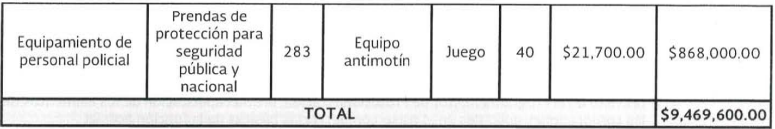 Equipamiento de personal policial Prendas de protección para seguridad pública y nacional 283 Equipo antimotín Juego 40 $21,700.00 $868,000.00
TOTAL $9,469,600.00